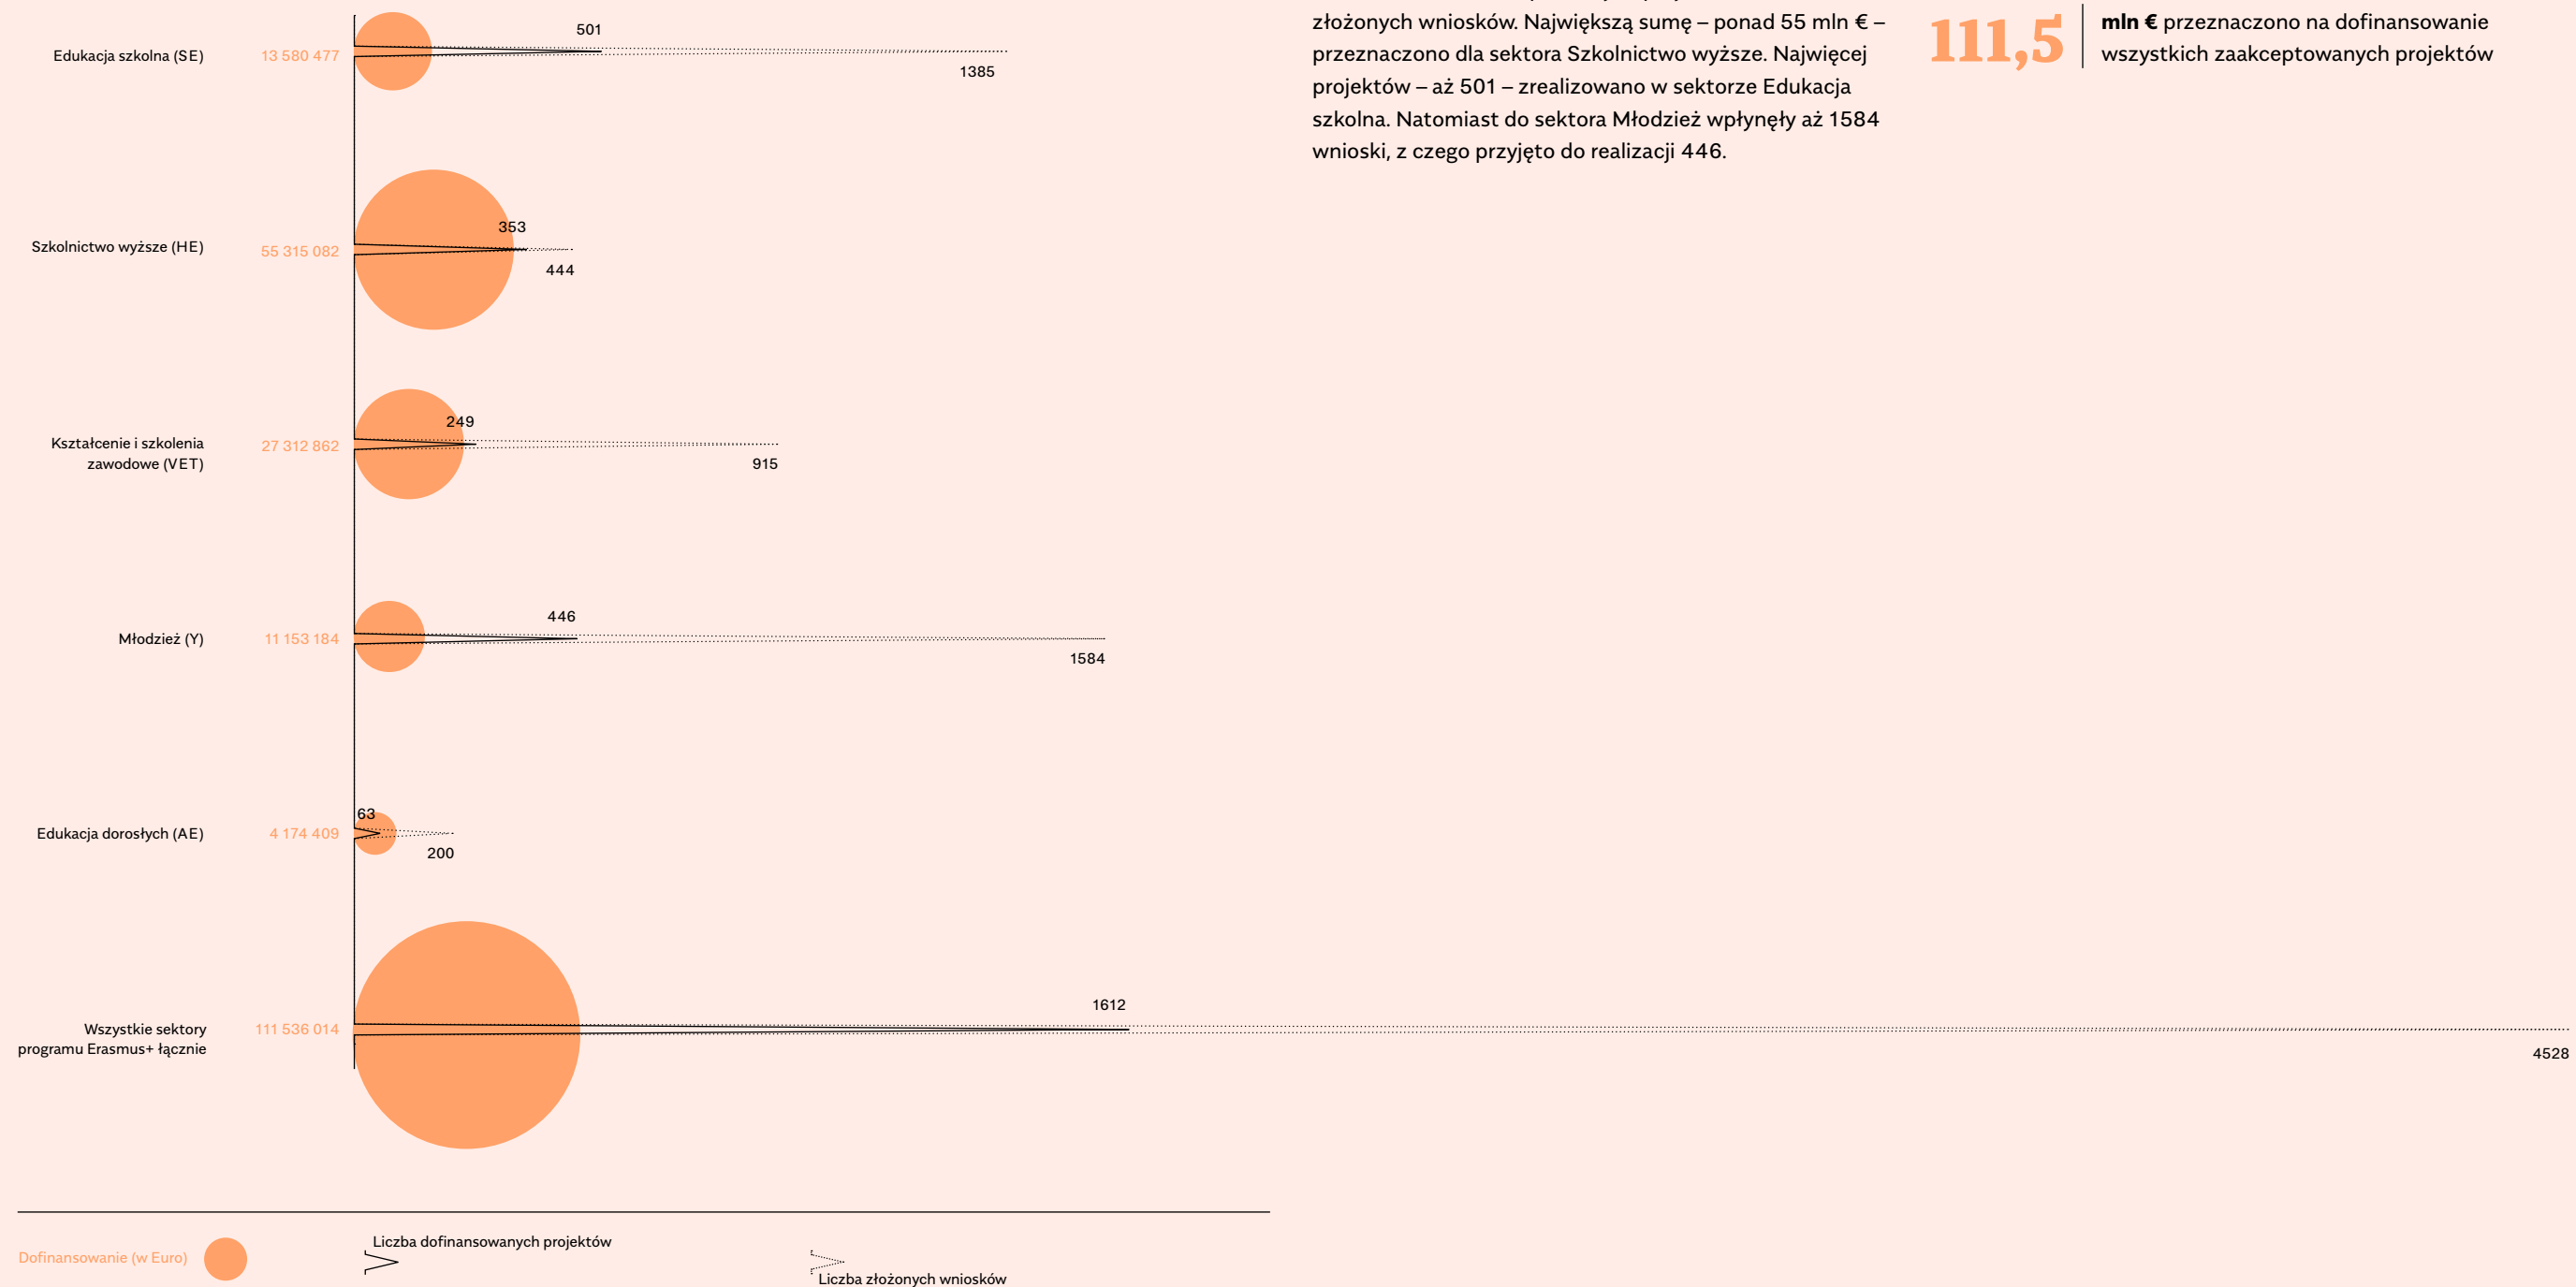 Edukacja szkolna (SE)
13 580 477
501
1385
Szkolnictwo wyższe (HE)
55 315 082
353
444
Kształcenie i szkolenia
zawodowe (VET)
27 312 862
249
915
Młodzież (Y)
11 153 184
446
1584
Edukacja dorosłych (AE)
4 174 409
63
200
Wszystkie sektory
programu Erasmus+ łącznie
111 536 014
1612
4528
Dofinansowanie (w Euro)
Liczba dofinansowanych projektów
Liczba złożonych wniosków
złożonych wniosków. Największą sumę – ponad 55 mln € –
przeznaczono dla sektora Szkolnictwo wyższe. Najwięcej
projektów – aż 501 – zrealizowano w sektorze Edukacja
szkolna. Natomiast do sektora Młodzież wpłynęły aż 1584
wnioski, z czego przyjęto do realizacji 446.
111,5
mln € przeznaczono na dofinansowanie
wszystkich zaakceptowanych projektów